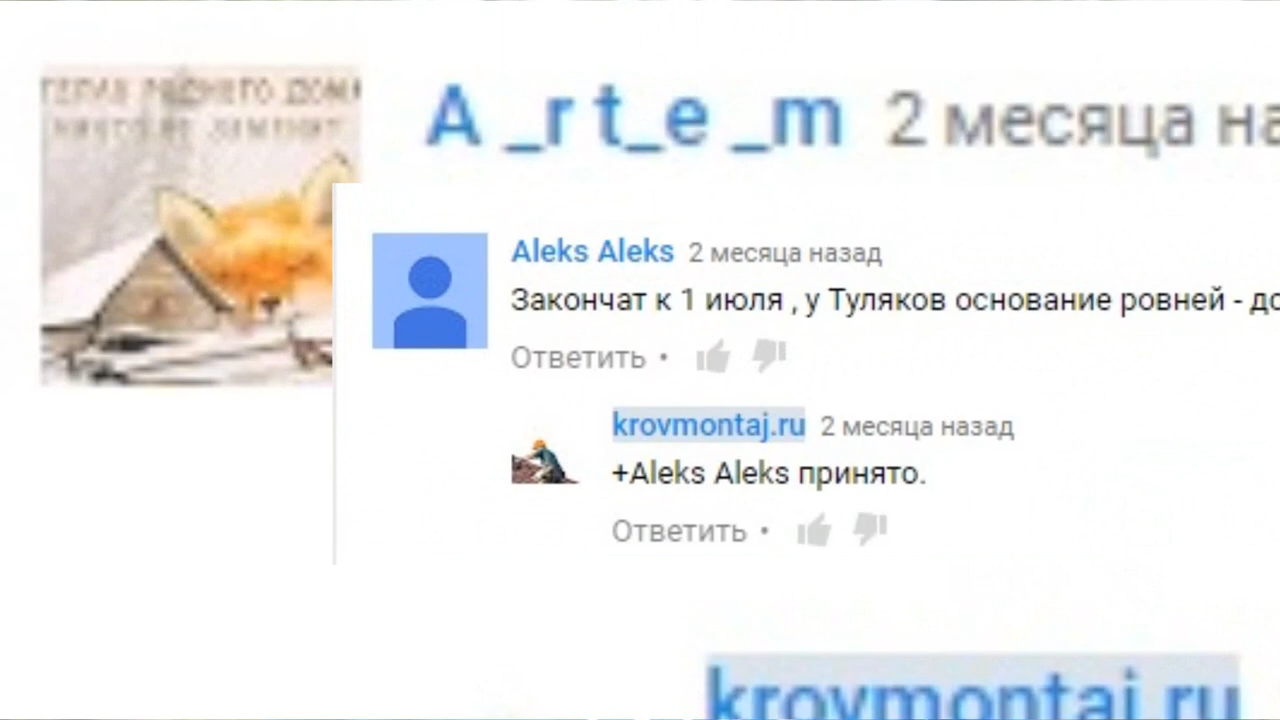 A _r t_e _m 2 месяца на
Aleks Aleks 2 месяца назад
Закончат к 1 июля , у Туляков основание ровней - до
Ответить •
krovmontaj.ru 2 месяца назад
+Aleks Aleks принято.
Ответить •
krovmontaj.ru